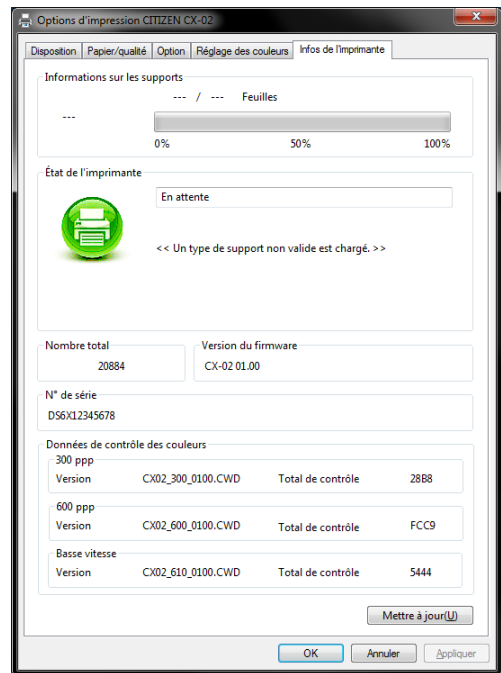 Options d'impression CITIZEN CX-02
Disposition Papier/qualité Option Réglage des couleurs Infos de l'imprimante
Informations sur les supports
--- / --- Feuilles
---
0% 50% 100%
État de l'imprimante
En attente
<< Un type de support non valide est chargé. >>
Nombre total Version du firmware
20884 CX-02 01.00
N° de série
DS6X12345678
Données de contrôle des couleurs
300 ppp
Version CX02_300_0100.CWD Total de contrôle 28B8
600 ppp
Version CX02_600_0100.CWD Total de contrôle FCC9
Basse vitesse
Version CX02_610_0100.CWD Total de contrôle 5444
Mettre à jour(U)
OK Annuler Appliquer